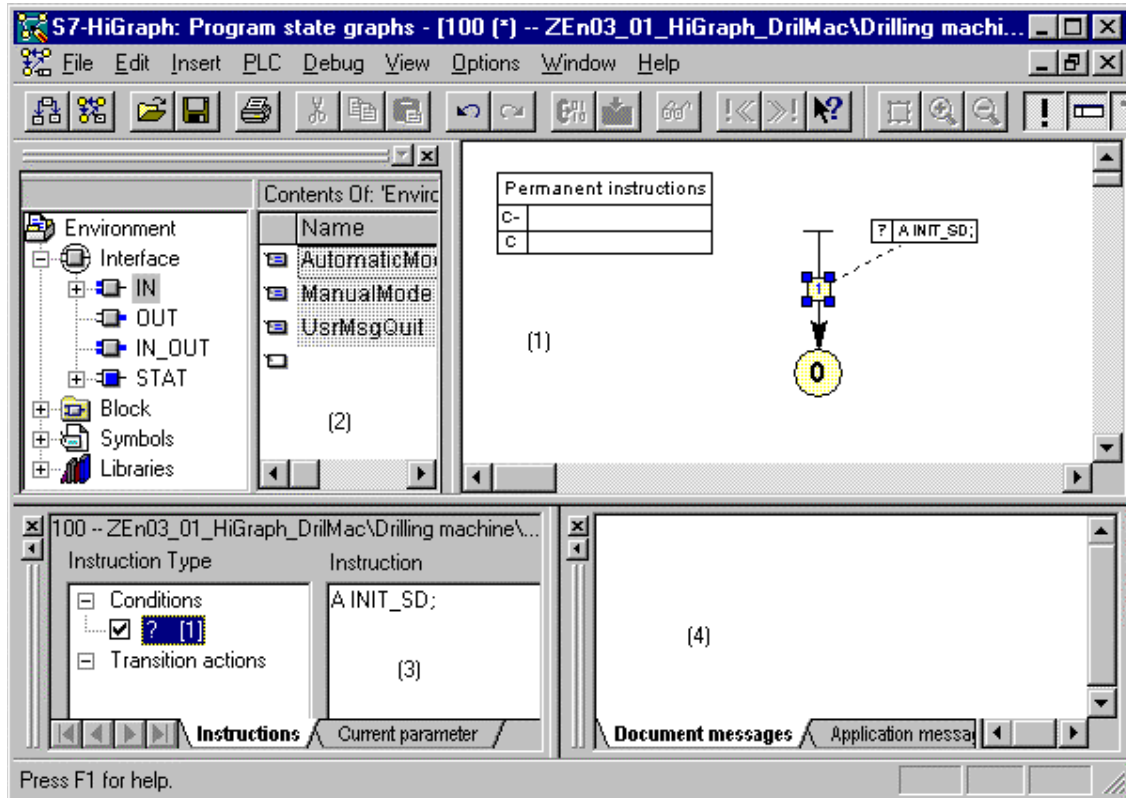 S7-HiGraph: Program state graphs - [100 (*) -- ZEn03_01_HiGraph_DrilMac\Drilling machi...
File Edit Insert PLC Debug View Options Window Help
Contents Of: 'Enviro
Name
Environment
Interface
IN
OUT
IN_OUT
STAT
Block
Symbols
Libraries
AutomaticMo
ManualMode
UsrMsgQuit
(2)
Permanent instructions
C-
C
? A INIT_SD;
1
0
(1)
100 -- ZEn03_01_HiGraph_DrilMac\Drilling machine\...
Instruction Type Instruction
Conditions
? [1]
Transition actions
A INIT_SD;
(3)
Instructions Current parameter
(4)
Document messages Application messa
Press F1 for help.